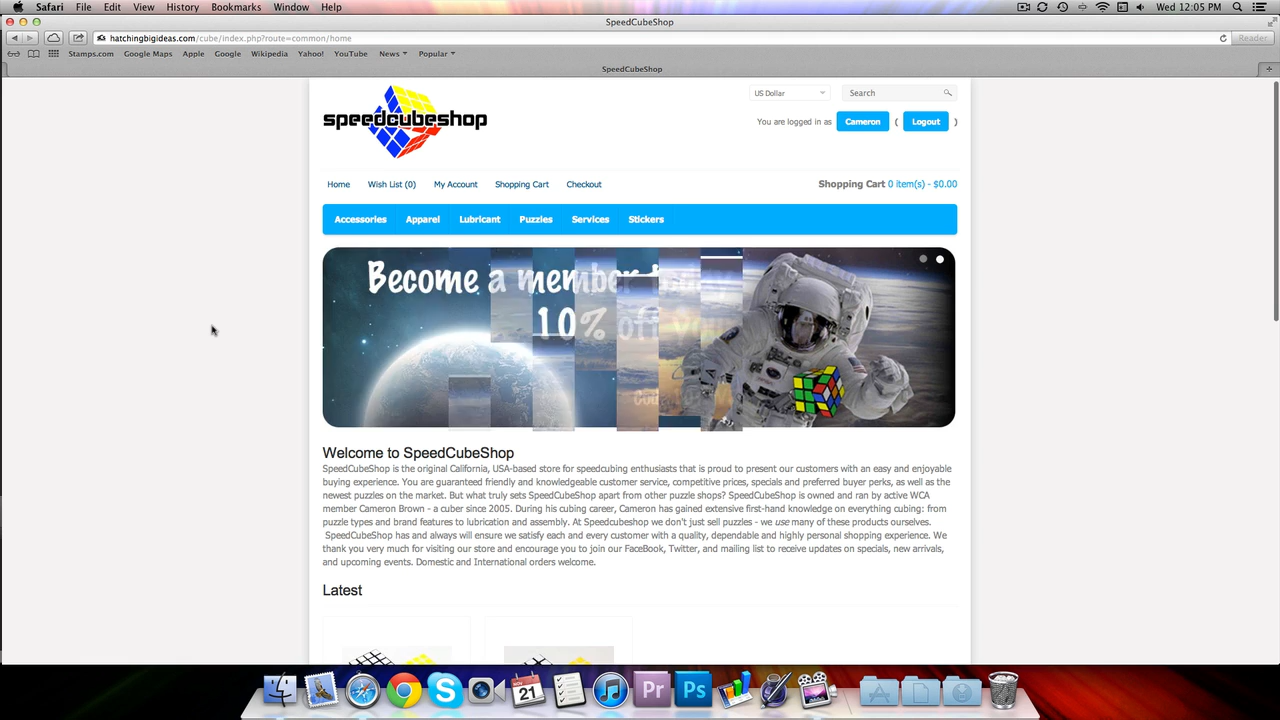 Safari File Edit View History Bookmarks Window Help
Wed 12:05 PM
SpeedCubeShop
hatchingbigideas.com/cube/index.php?route=common/home
Reader
Stamps.com Google Maps Apple Google Wikipedia Yahoo! YouTube News Popular
SpeedCubeShop
speedcubeshop
US Dollar
Search
You are logged in as Cameron ( Logout )
Home Wish List (0) My Account Shopping Cart Checkout
Shopping Cart 0 item(s) - $0.00
Accessories Apparel Lubricant Puzzles Services Stickers
Become a member today
10% off
Welcome to SpeedCubeShop
SpeedCubeShop is the original California, USA-based store for speedcubing enthusiasts that is proud to present our customers with an easy and enjoyable
buying experience. You are guaranteed friendly and knowledgeable customer service, competitive prices, specials and preferred buyer perks, as well as the
newest puzzles on the market. But what truly sets SpeedCubeShop apart from other puzzle shops? SpeedCubeShop is owned and ran by active WCA
member Cameron Brown - a cuber since 2005. During his cubing career, Cameron has gained extensive first-hand knowledge on everything cubing: from
puzzle types and brand features to lubrication and assembly. At Speedcubeshop we don't just sell puzzles - we use many of these products ourselves.
SpeedCubeShop has and always will ensure we satisfy each and every customer with a quality, dependable and highly personal shopping experience. We
thank you very much for visiting our store and encourage you to join our FaceBook, Twitter, and mailing list to receive updates on specials, new arrivals,
and upcoming events. Domestic and International orders welcome.
Latest
NOV
21
Pr
Ps